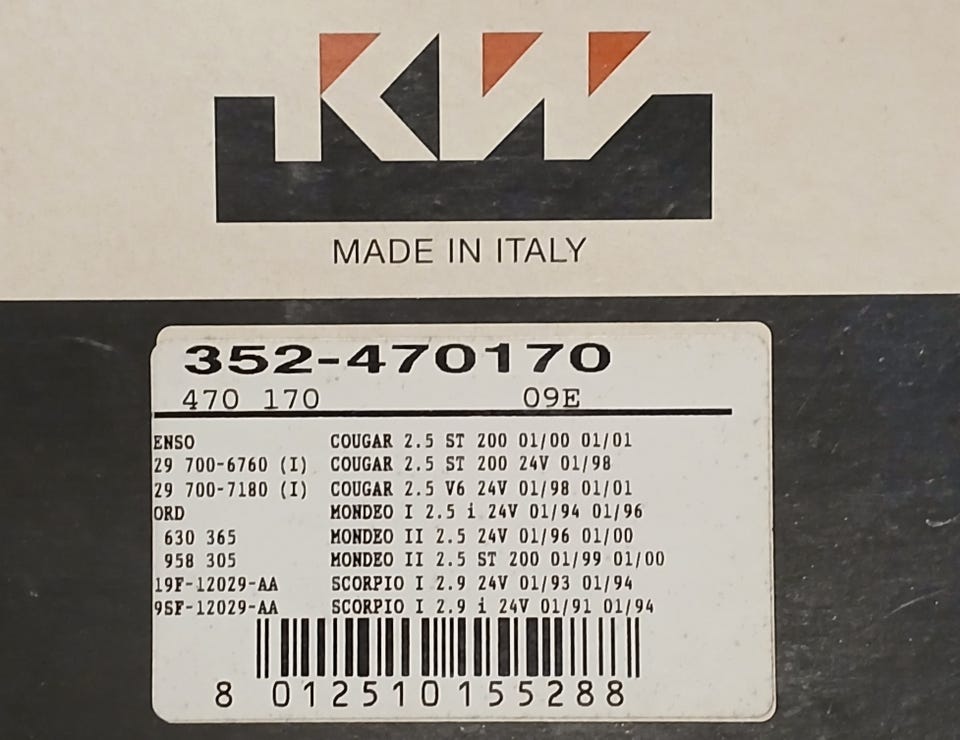 KW
MADE IN ITALY
352-470170
470 170 09E
ENSO COUGAR 2.5 ST 200 01/00 01/01
29 700-6760 (I) COUGAR 2.5 ST 200 24V 01/98
29 700-7180 (I) COUGAR 2.5 V6 24V 01/98 01/01
ORD MONDEO I 2.5 i 24V 01/94 01/96
630 365 MONDEO II 2.5 24V 01/96 01/00
958 305 MONDEO II 2.5 ST 200 01/99 01/00
19F-12029-AA SCORPIO I 2.9 24V 01/93 01/94
95F-12029-AA SCORPIO I 2.9 i 24V 01/91 01/94
8 012510 155288